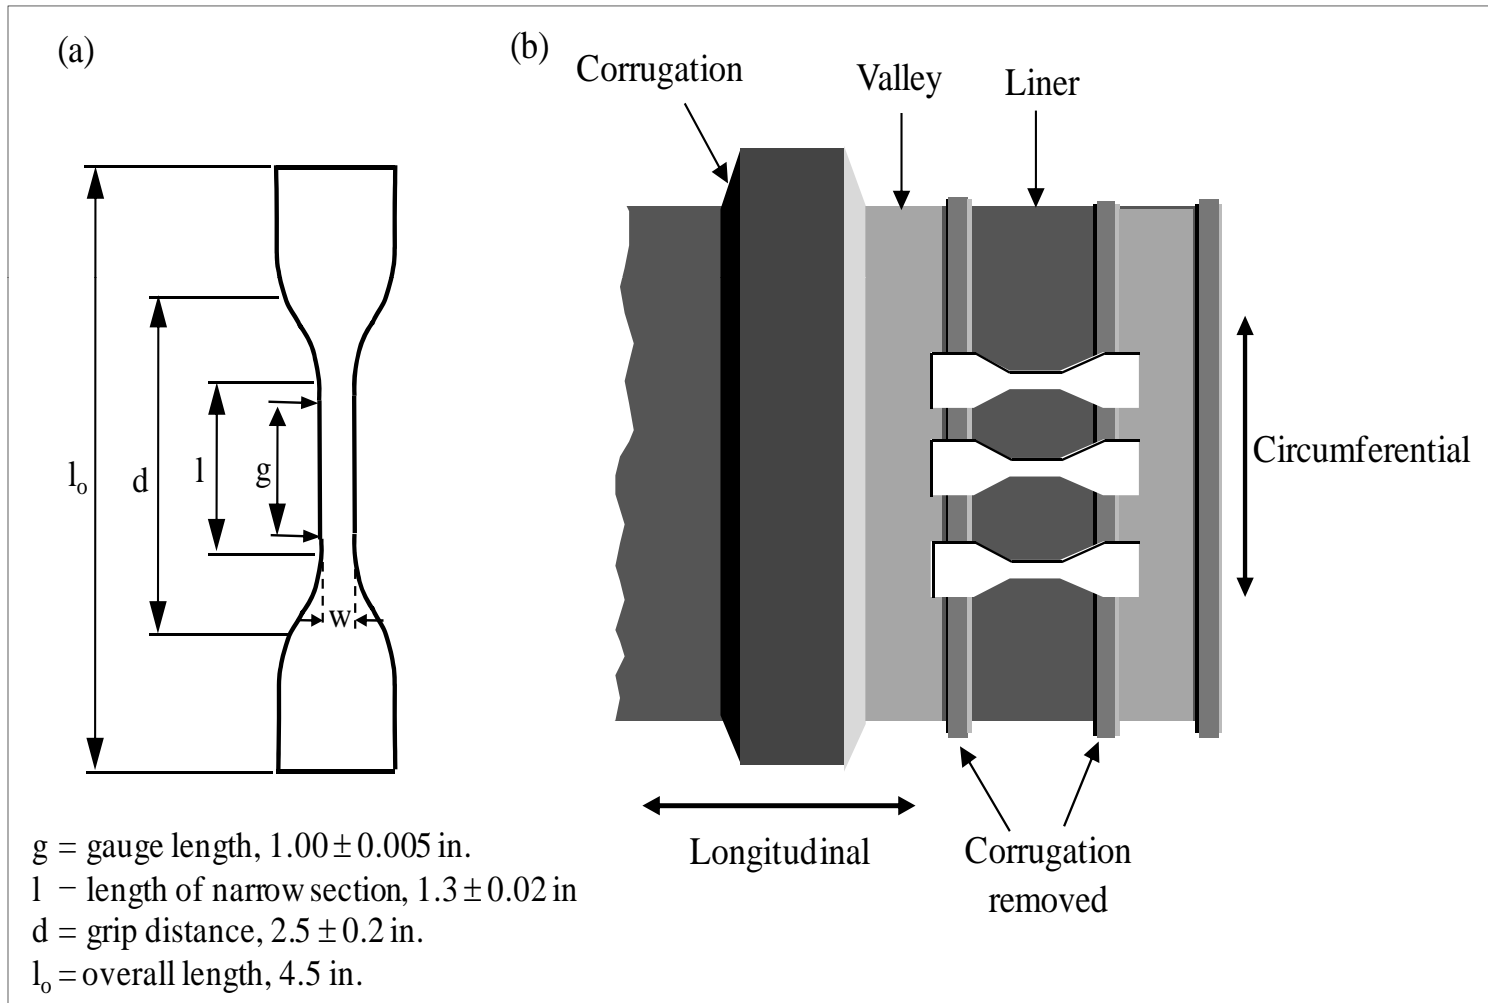 (a)
(b)
Corrugation
Valley
Liner
lₒ
d
l
g
w
Circumferential
Longitudinal
Corrugation
removed
g = gauge length, 1.00 ± 0.005 in.
l − length of narrow section, 1.3 ± 0.02 in
d = grip distance, 2.5 ± 0.2 in.
lₒ = overall length, 4.5 in.